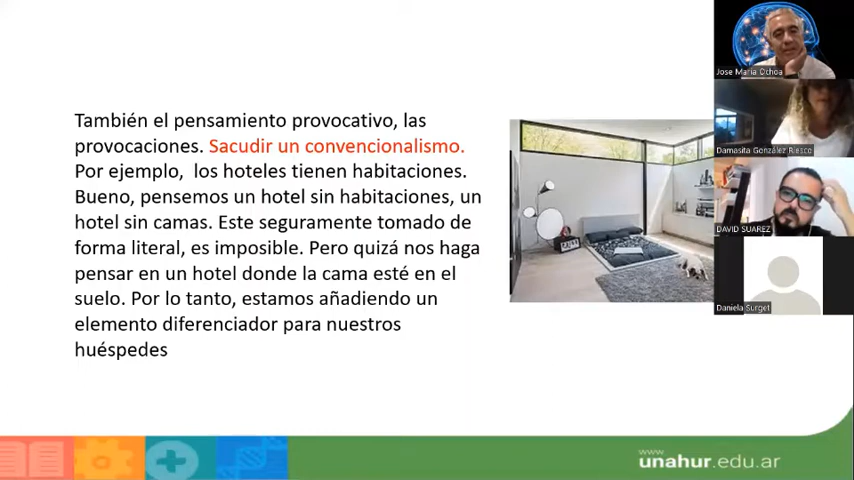 También el pensamiento provocativo, las
provocaciones. Sacudir un convencionalismo.
Por ejemplo,  los hoteles tienen habitaciones.
Bueno, pensemos un hotel sin habitaciones, un
hotel sin camas. Este seguramente tomado de
forma literal, es imposible. Pero quizá nos haga
pensar en un hotel donde la cama esté en el
suelo. Por lo tanto, estamos añadiendo un
elemento diferenciador para nuestros
huéspedes
Jose María Ochoa
Damasita González Riesco
DAVID SUAREZ
Daniela Surget
www
unahur.edu.ar